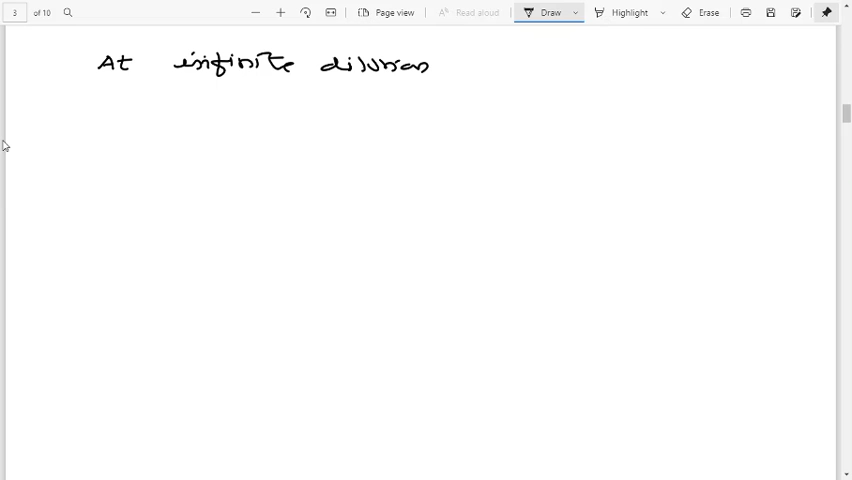 3 of 10 Page view Read aloud Draw Highlight Erase
At infinite dilution